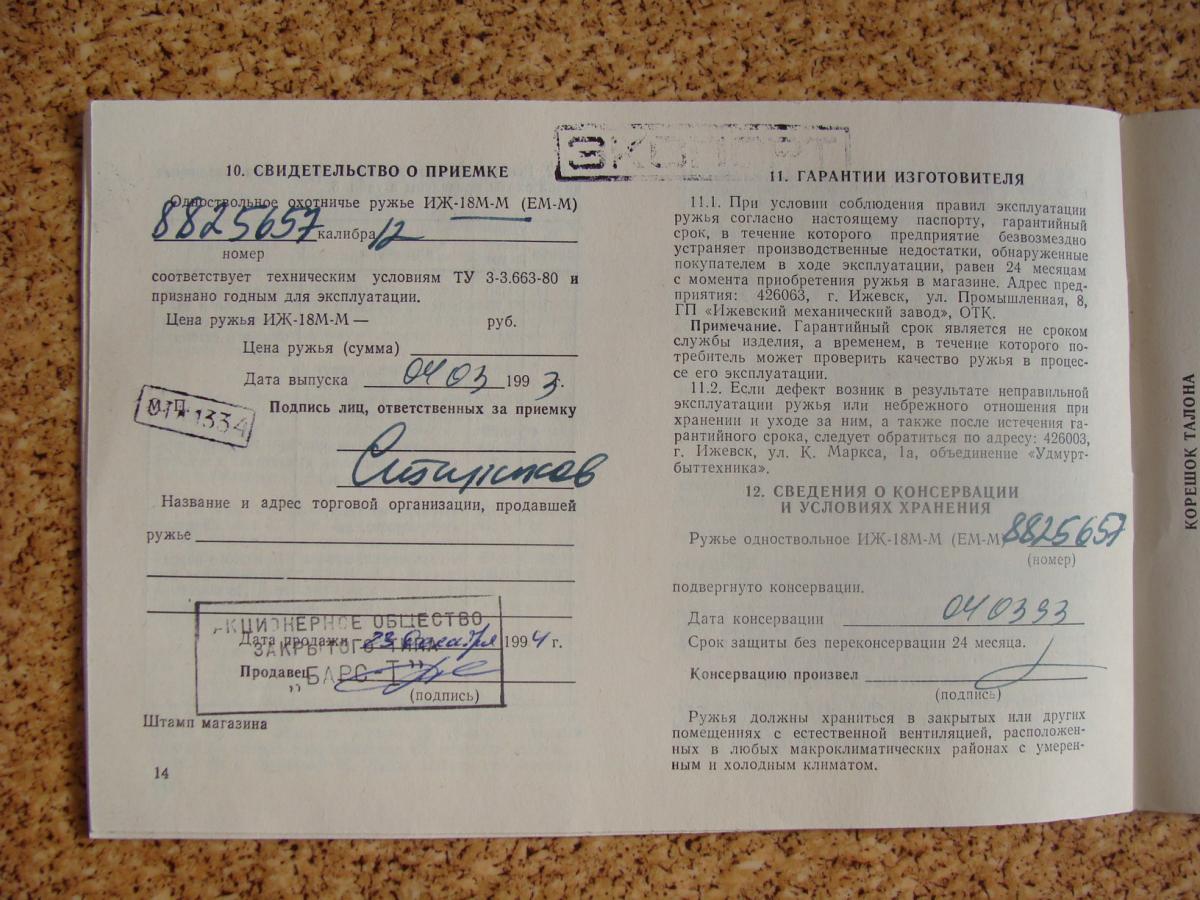 10. СВИДЕТЕЛЬСТВО О ПРИЕМКЕ
Одноствольное охотничье ружье ИЖ-18М-М (ЕМ-М)
8825657 калибра 12
номер
соответствует техническим условиям ТУ 3-3.663-80 и
признано годным для эксплуатации.
Цена ружья ИЖ-18М-М — руб.
Цена ружья (сумма)
Дата выпуска 04 03 1993 г.
М. П.
1334
Подпись лиц, ответственных за приемку
Название и адрес торговой организации, продавшей
ружье
АКЦИОНЕРНОЕ ОБЩЕСТВО
Дата продажи 23 декабря 1994 г.
ЗАКРЫТОГО ТИПА
Продавец
„БАРС-Т”
(подпись)
Штамп магазина
14
ЭКСПОРТ
11. ГАРАНТИИ ИЗГОТОВИТЕЛЯ
11.1. При условии соблюдения правил эксплуатации
ружья согласно настоящему паспорту, гарантийный
срок, в течение которого предприятие безвозмездно
устраняет производственные недостатки, обнаруженные
покупателем в ходе эксплуатации, равен 24 месяцам
с момента приобретения ружья в магазине. Адрес пред-
приятия: 426063, г. Ижевск, ул. Промышленная, 8,
ГП «Ижевский механический завод», ОТК.
Примечание. Гарантийный срок является не сроком
службы изделия, а временем, в течение которого по-
требитель может проверить качество ружья в процес-
се его эксплуатации.
11.2. Если дефект возник в результате неправильной
эксплуатации ружья или небрежного отношения при
хранении и уходе за ним, а также после истечения га-
рантийного срока, следует обратиться по адресу: 426003,
г. Ижевск, ул. К. Маркса, 1а, объединение «Удмурт-
быттехника».
12. СВЕДЕНИЯ О КОНСЕРВАЦИИ
И УСЛОВИЯХ ХРАНЕНИЯ
Ружье одноствольное ИЖ-18М-М (ЕМ-М) 8825657
(номер)
подвергнуто консервации.
Дата консервации 040393
Срок защиты без переконсервации 24 месяца.
Консервацию произвел
(подпись)
Ружья должны храниться в закрытых или других
помещениях с естественной вентиляцией, расположен-
ных в любых макроклиматических районах с умерен-
ным и холодным климатом.
КОРЕШОК ТАЛОНА